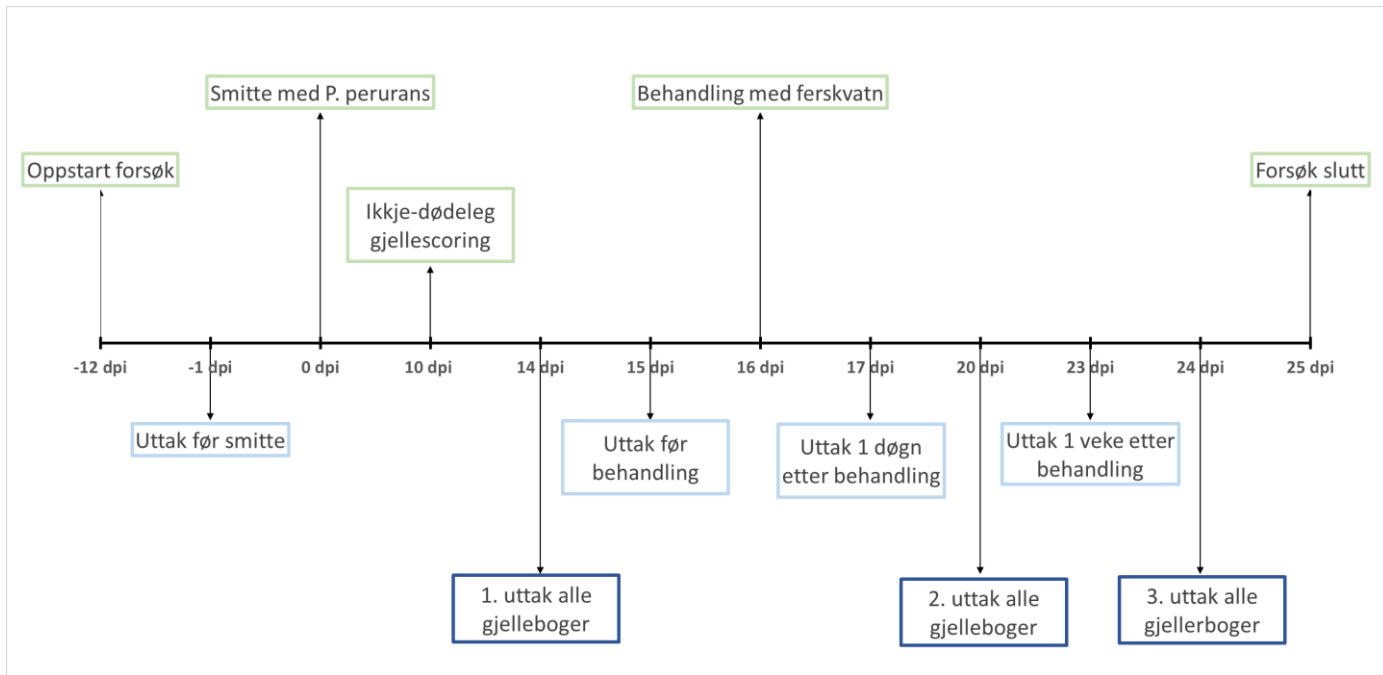 Smitte med P. perurans
Behandling med ferskvatn
Oppstart forsøk
Forsøk slutt
Ikkje-dødeleg
gjellescoring
-12 dpi
-1 dpi
0 dpi
10 dpi
14 dpi
15 dpi
16 dpi
17 dpi
20 dpi
23 dpi
24 dpi
25 dpi
Uttak før smitte
Uttak før
behandling
Uttak 1 døgn
etter behandling
Uttak 1 veke etter
behandling
1. uttak alle
gjelleboger
2. uttak alle
gjelleboger
3. uttak alle
gjellerboger